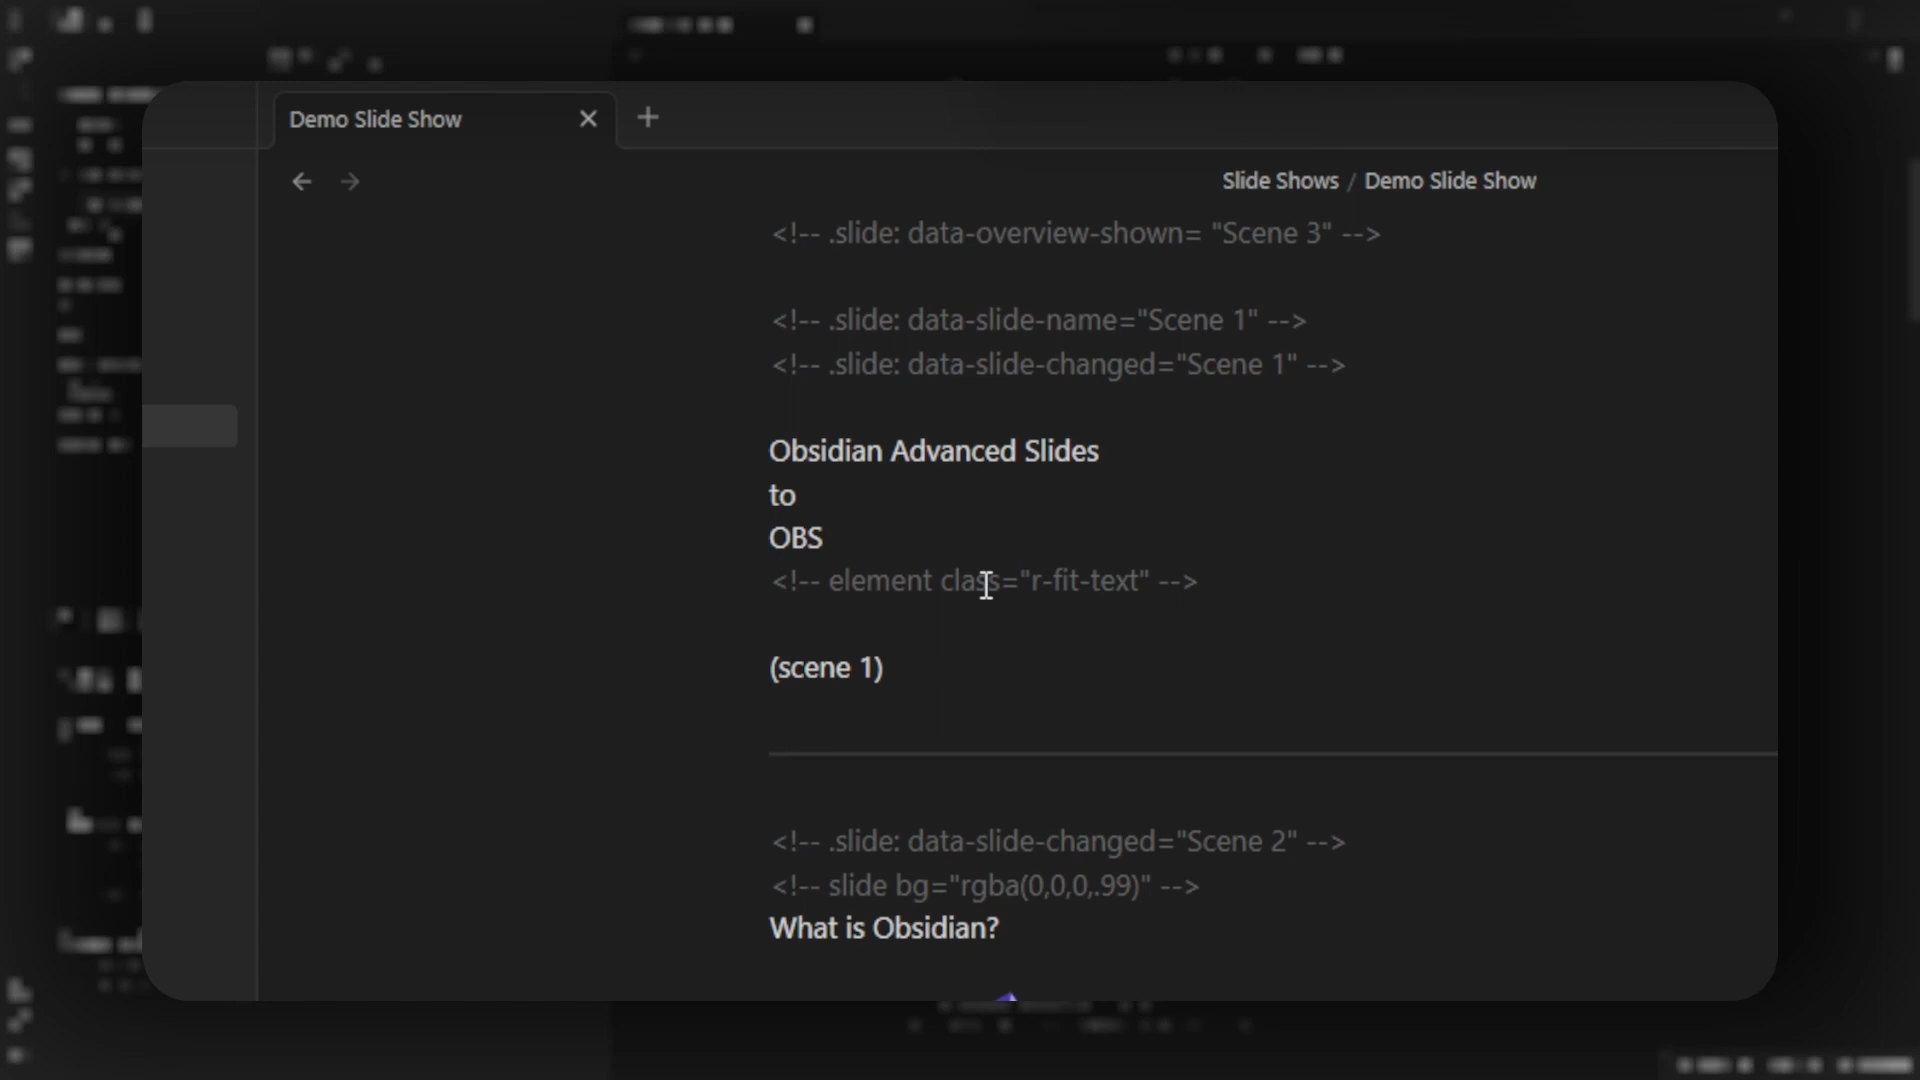 Demo Slide Show
Slide Shows / Demo Slide Show
<!-- .slide: data-overview-shown= "Scene 3" -->
<!-- .slide: data-slide-name="Scene 1" -->
<!-- .slide: data-slide-changed="Scene 1" -->
Obsidian Advanced Slides
to
OBS
<!-- element class="r-fit-text" -->
(scene 1)
<!-- .slide: data-slide-changed="Scene 2" -->
<!-- slide bg="rgba(0,0,0,.99)" -->
What is Obsidian?